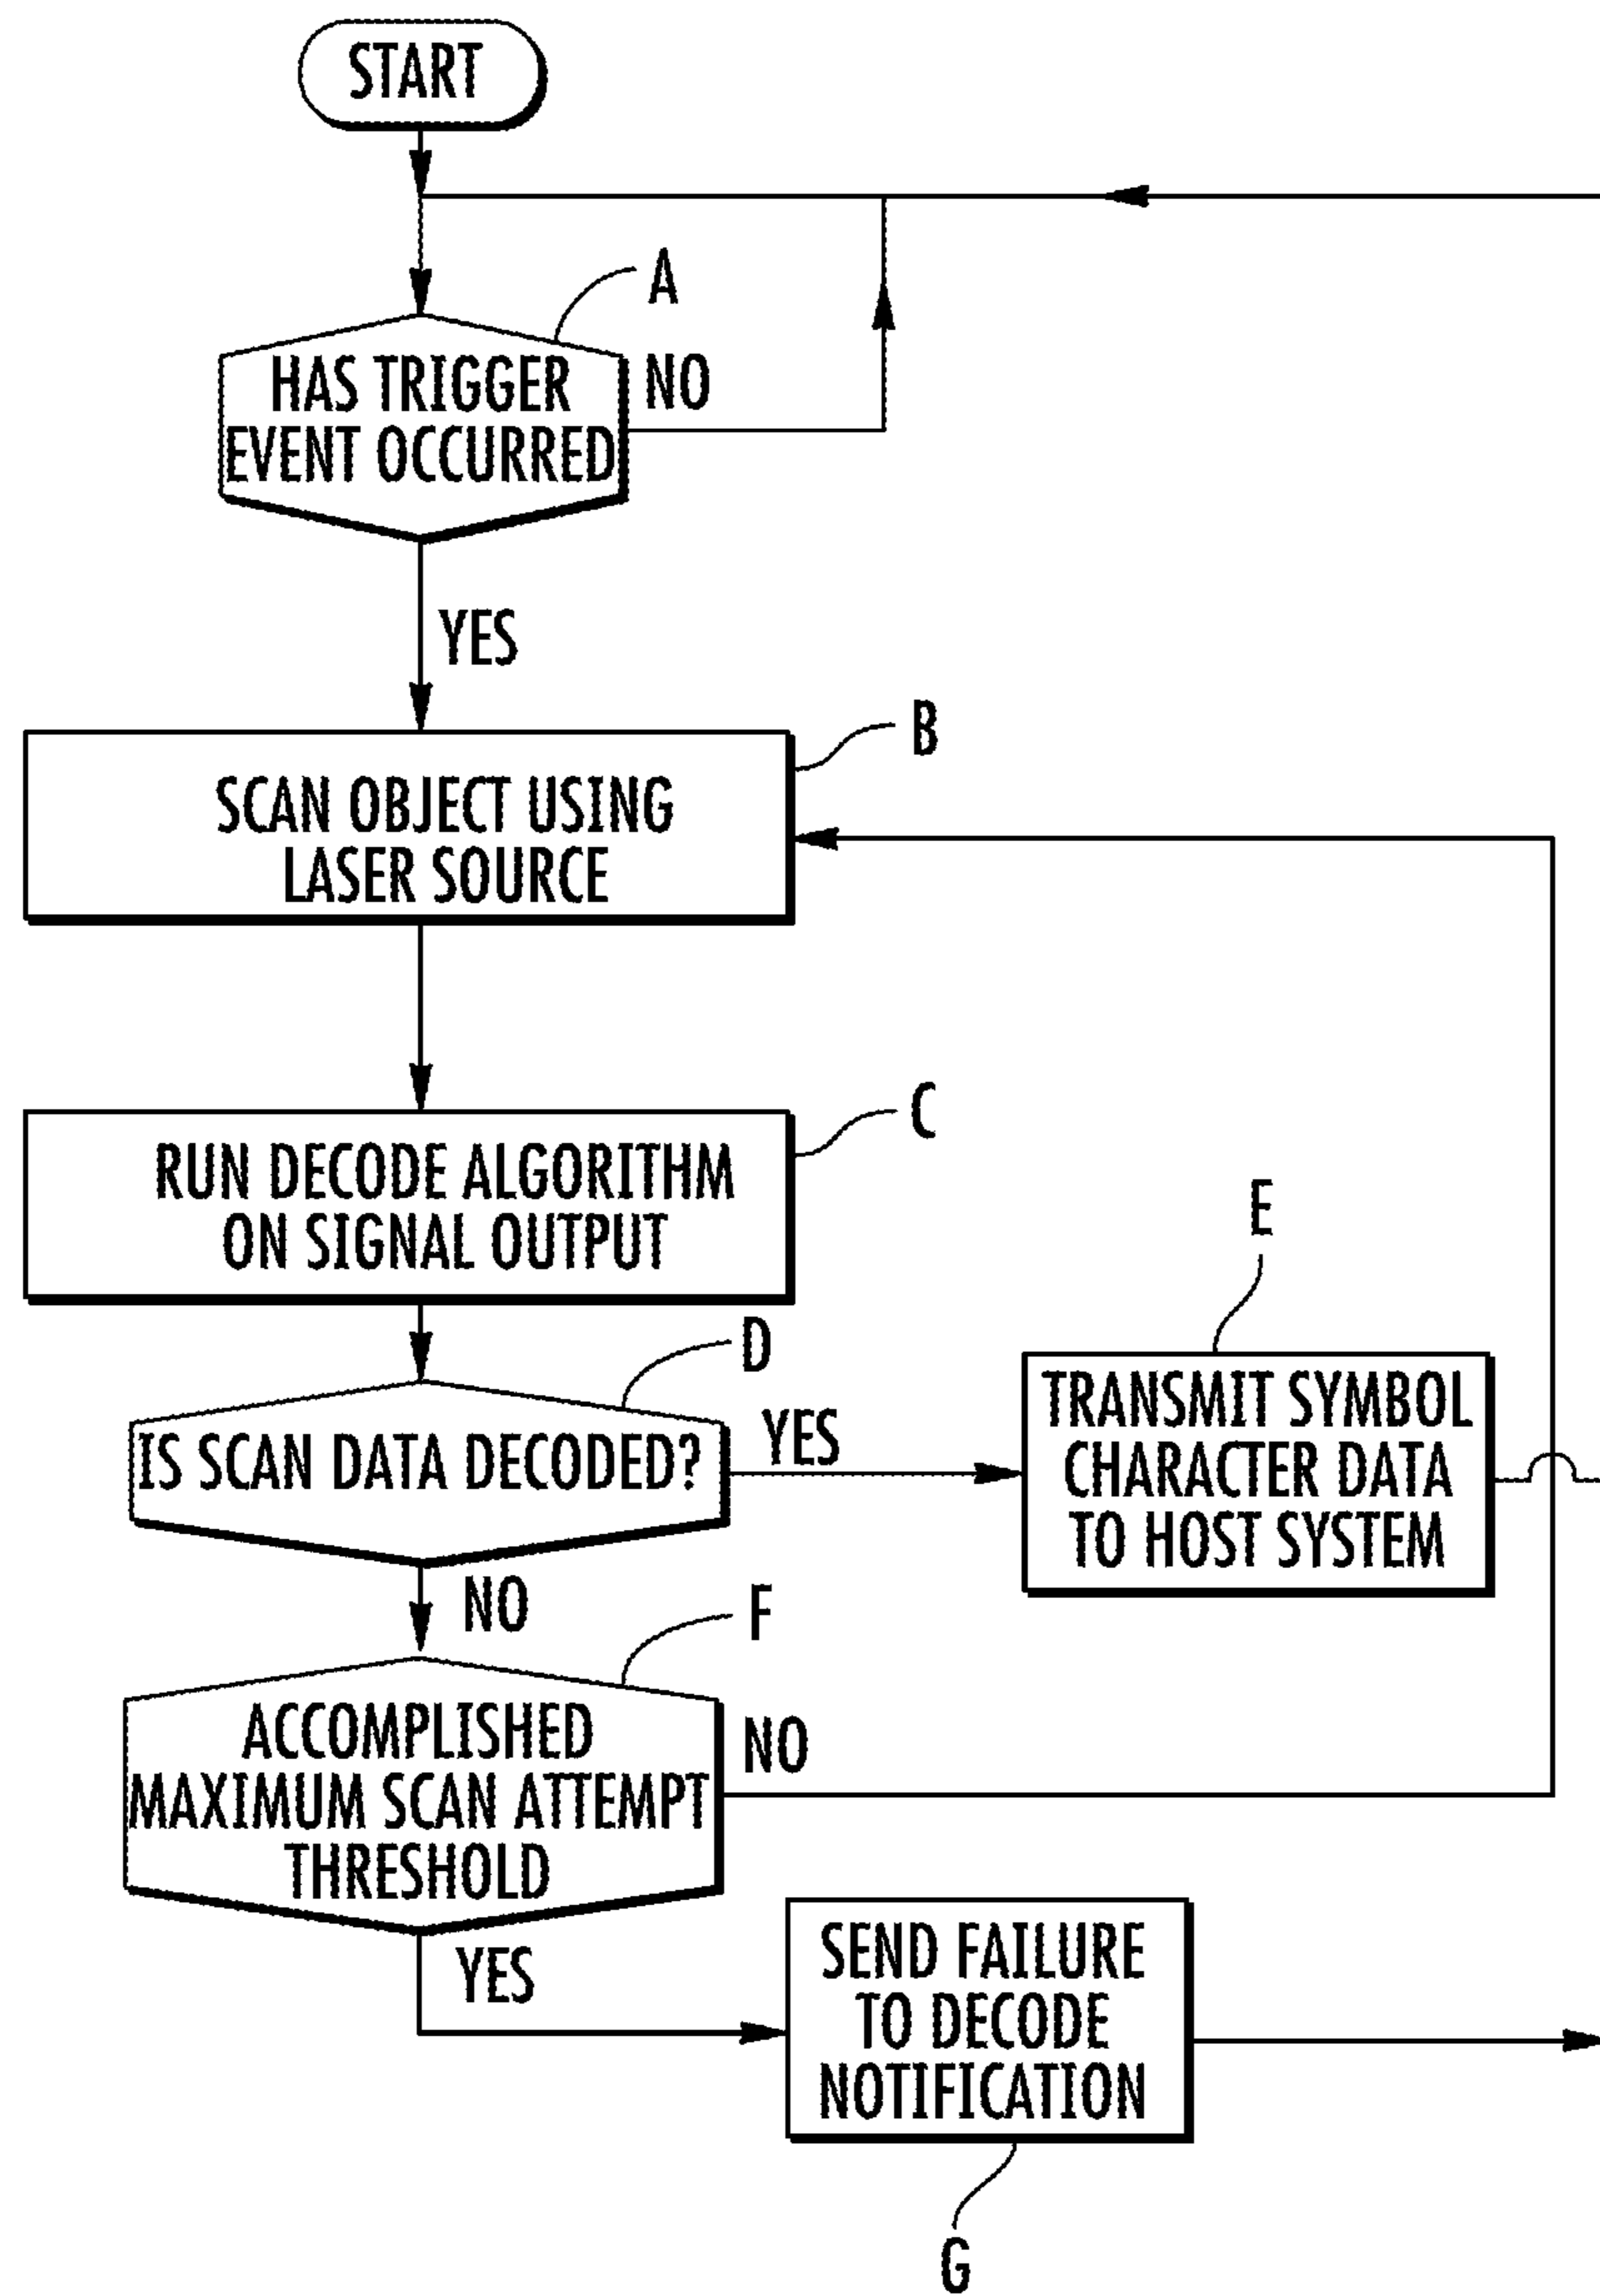 START
A
HAS TRIGGER
EVENT OCCURRED
NO
YES
B
SCAN OBJECT USING
LASER SOURCE
C
RUN DECODE ALGORITHM
ON SIGNAL OUTPUT
D
IS SCAN DATA DECODED?
YES
E
TRANSMIT SYMBOL
CHARACTER DATA
TO HOST SYSTEM
NO
F
ACCOMPLISHED
MAXIMUM SCAN ATTEMPT
THRESHOLD
NO
YES
SEND FAILURE
TO DECODE
NOTIFICATION
G